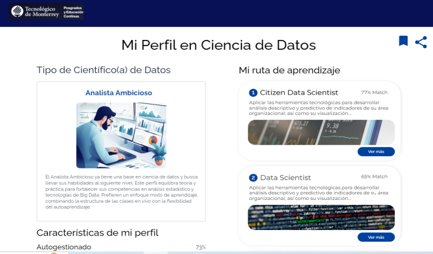 Tecnológico
de Monterrey
Posgrados
y Educación
Continua
Mi Perfil en Ciencia de Datos
Tipo de Científico(a) de Datos
Analista Ambicioso
El Analista Ambicioso ya tiene una base en ciencia de datos y busca
llevar sus habilidades al siguiente nivel. Este perfil equilibra teoría y
práctica para fortalecer sus competencias en análisis estadístico y
tecnologías de Big Data. Prefieren un enfoque mixto de aprendizaje,
combinando la estructura de las clases en vivo con la flexibilidad
del autoaprendizaje.
Características de mi perfil
Autogestionado 73%
Mi ruta de aprendizaje
1 Citizen Data Scientist 77% Match
Aplicar las herramientas tecnológicas para desarrollar
análisis descriptivo y predictivo de indicadores de su área
organizacional, así como su visualización...
Ver más
2 Data Scientist 68% Match
Aplicar las herramientas tecnológicas para desarrollar
análisis descriptivo y predictivo de indicadores de su área
organizacional, así como su visualización...
Ver más